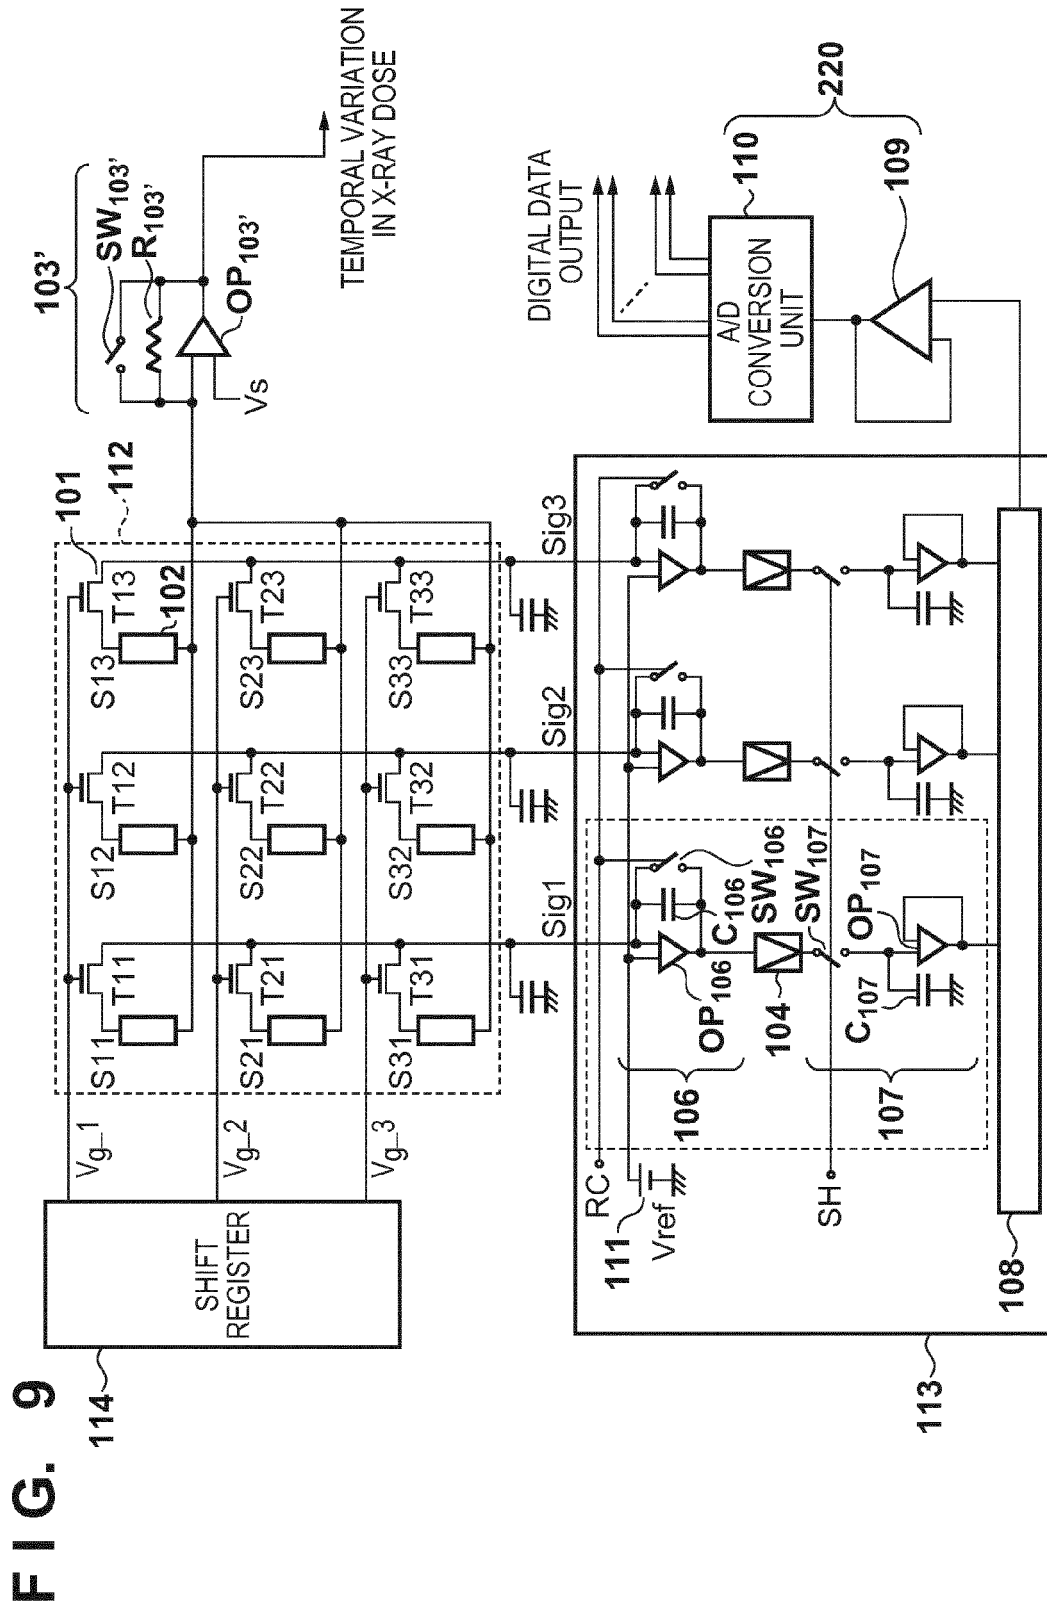 FIG. 9
114
SHIFT
REGISTER
Vg_1
Vg_2
Vg_3
S11
T11
S12
T12
S13
T13
101
102
112
S21
T21
S22
T22
S23
T23
S31
T31
S32
T32
S33
T33
103'
SW103'
R103'
OP103'
Vs
TEMPORAL VARIATION
IN X-RAY DOSE
Sig1
Sig2
Sig3
RC
111
Vref
SH
106
OP106
C106
SW106
104
SW107
107
C107
OP107
108
113
DIGITAL DATA
OUTPUT
110
A/D
CONVERSION
UNIT
109
220